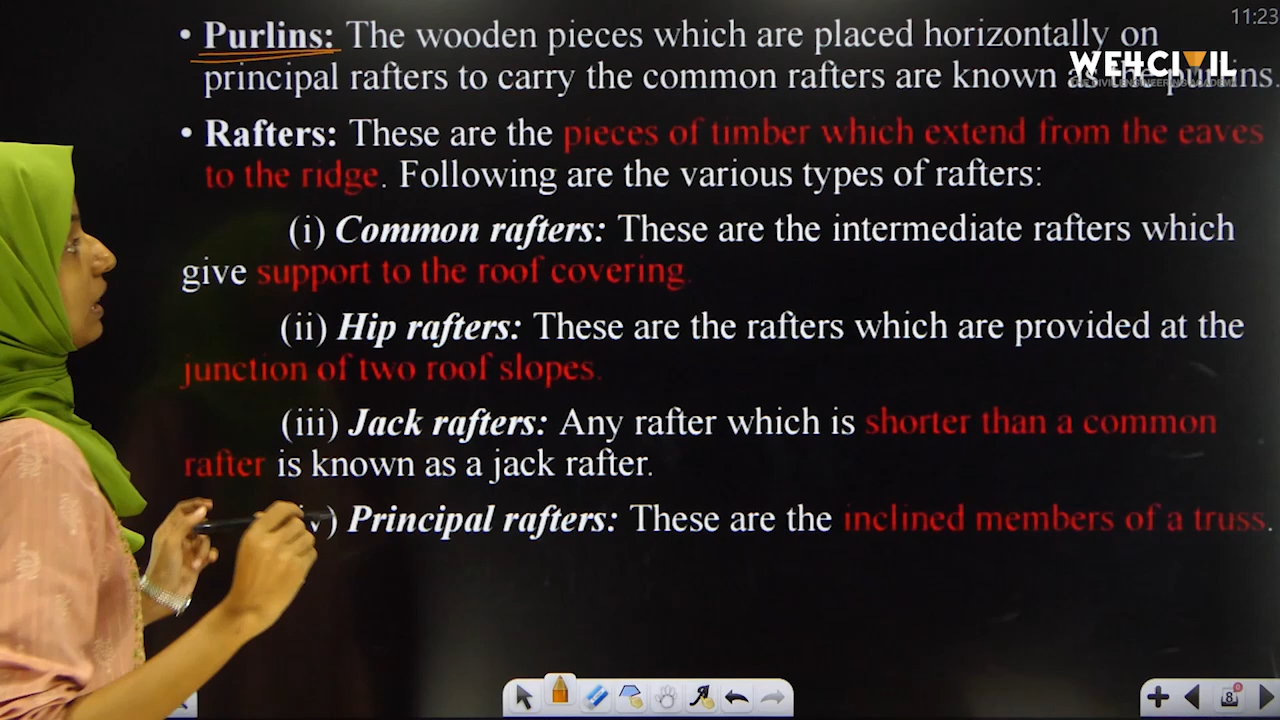 11:23
• Purlins: The wooden pieces which are placed horizontally on
WE4CIVIL
principal rafters to carry the common rafters are known as the purlins.
• Rafters: These are the pieces of timber which extend from the eaves
to the ridge. Following are the various types of rafters:
(i) Common rafters: These are the intermediate rafters which
give support to the roof covering.
(ii) Hip rafters: These are the rafters which are provided at the
junction of two roof slopes.
(iii) Jack rafters: Any rafter which is shorter than a common
rafter is known as a jack rafter.
iv) Principal rafters: These are the inclined members of a truss.
8